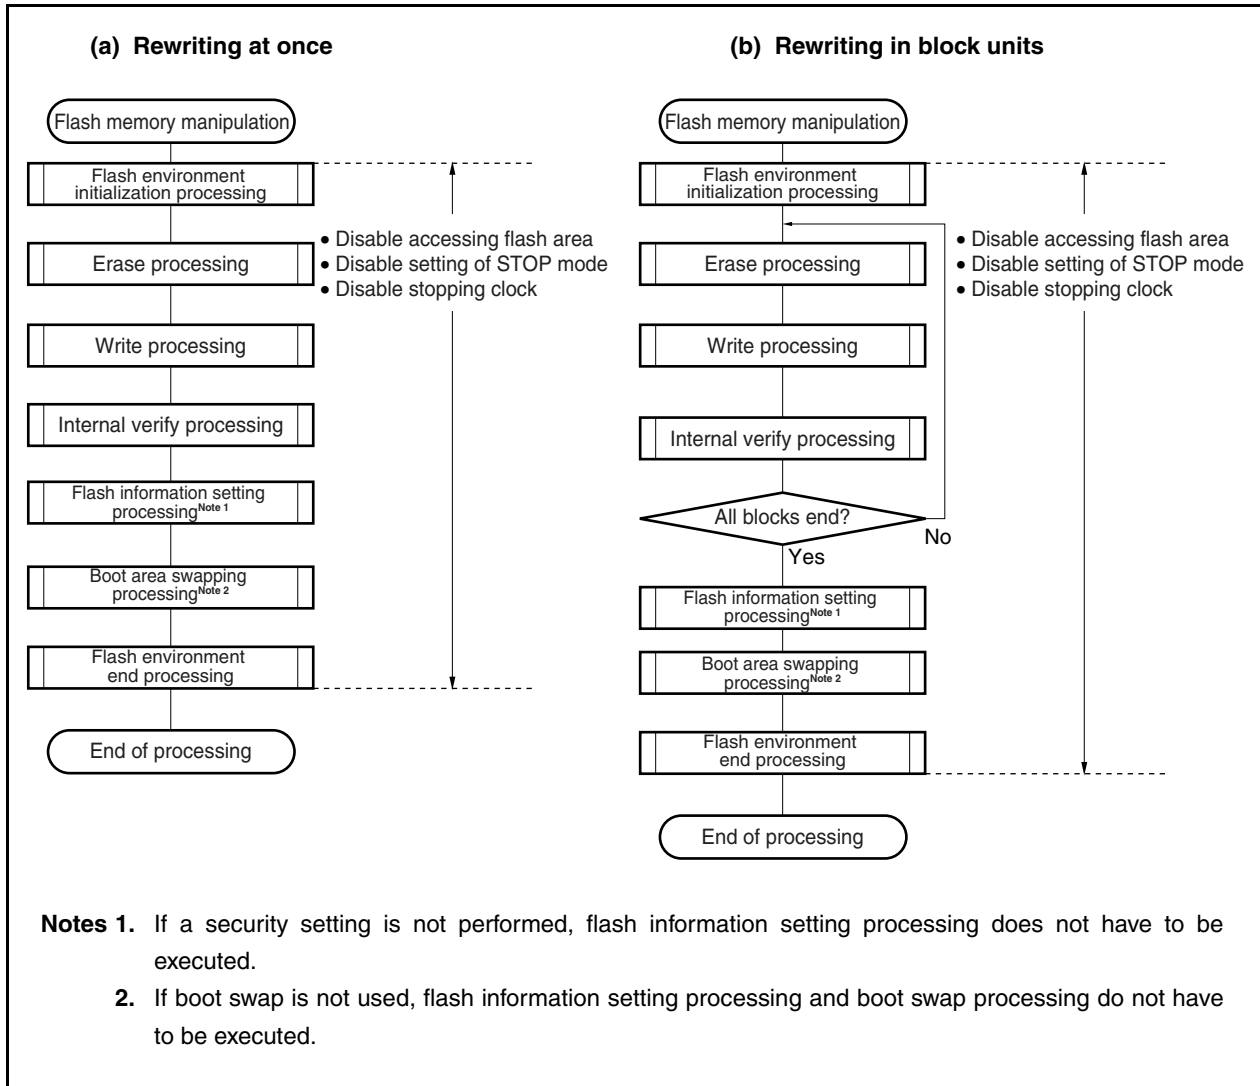 (a) Rewriting at once
Flash memory manipulation
Flash environment
initialization processing
• Disable accessing flash area
• Disable setting of STOP mode
• Disable stopping clock
Erase processing
Write processing
Internal verify processing
Flash information setting
processingNote 1
Boot area swapping
processingNote 2
Flash environment
end processing
End of processing
(b) Rewriting in block units
Flash memory manipulation
Flash environment
initialization processing
• Disable accessing flash area
• Disable setting of STOP mode
• Disable stopping clock
Erase processing
Write processing
Internal verify processing
All blocks end?
No
Yes
Flash information setting
processingNote 1
Boot area swapping
processingNote 2
Flash environment
end processing
End of processing
Notes 1. If a security setting is not performed, flash information setting processing does not have to be
executed.
2. If boot swap is not used, flash information setting processing and boot swap processing do not have
to be executed.